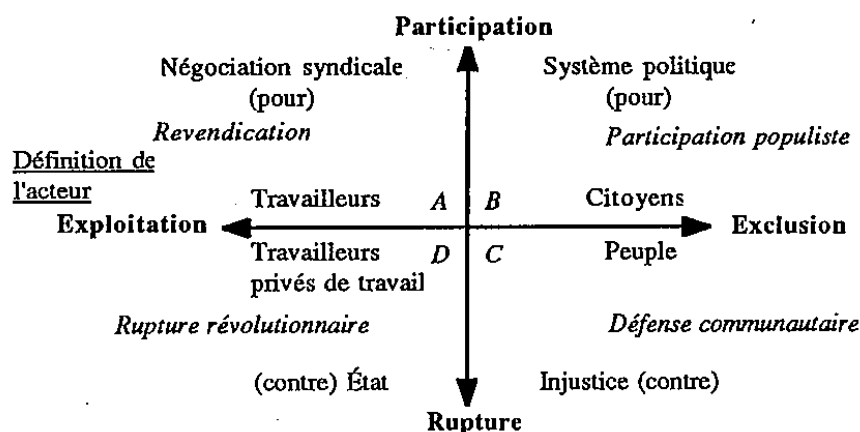 Participation
Négociation syndicale
(pour)
Système politique
(pour)
Revendication
Participation populiste
Définition de
l'acteur
Travailleurs
A
B
Citoyens
Exploitation
Exclusion
Travailleurs
privés de travail
D
C
Peuple
Rupture révolutionnaire
Défense communautaire
(contre) État
Injustice (contre)
Rupture